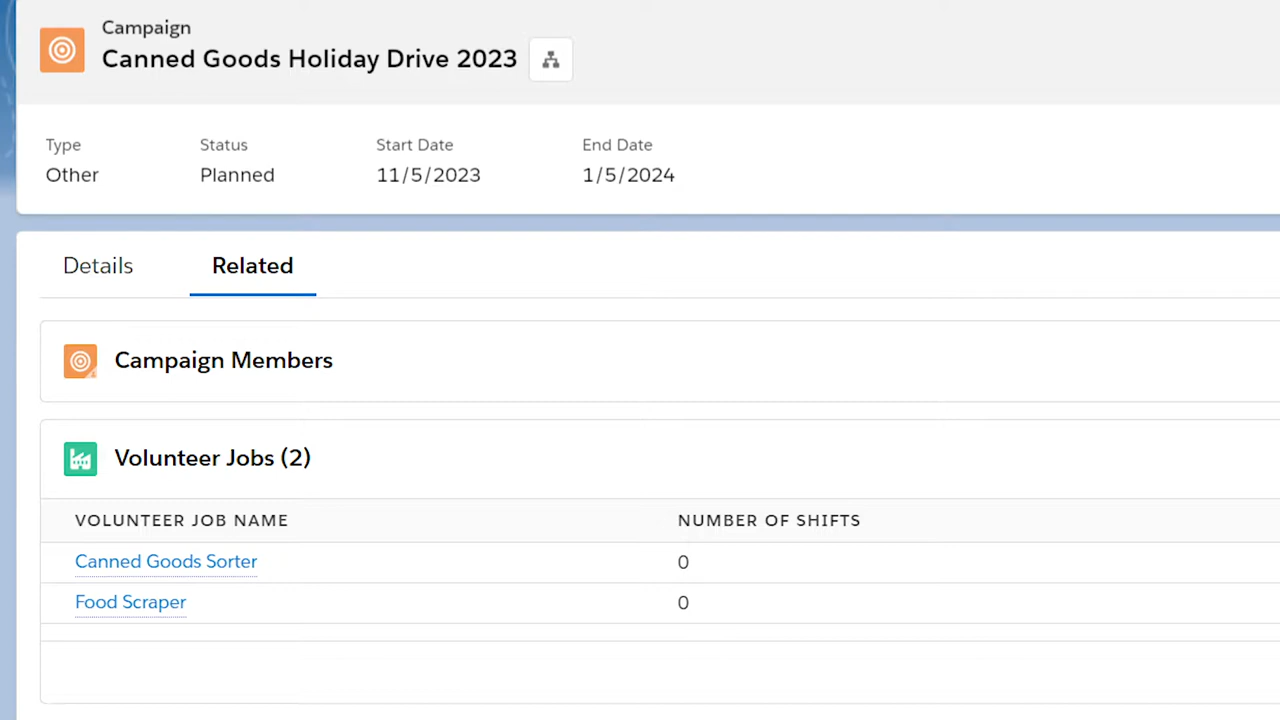 Campaign
Canned Goods Holiday Drive 2023
Type Status Start Date End Date
Other Planned 11/5/2023 1/5/2024
Details Related
Campaign Members
Volunteer Jobs (2)
VOLUNTEER JOB NAME NUMBER OF SHIFTS
Canned Goods Sorter 0
Food Scraper 0